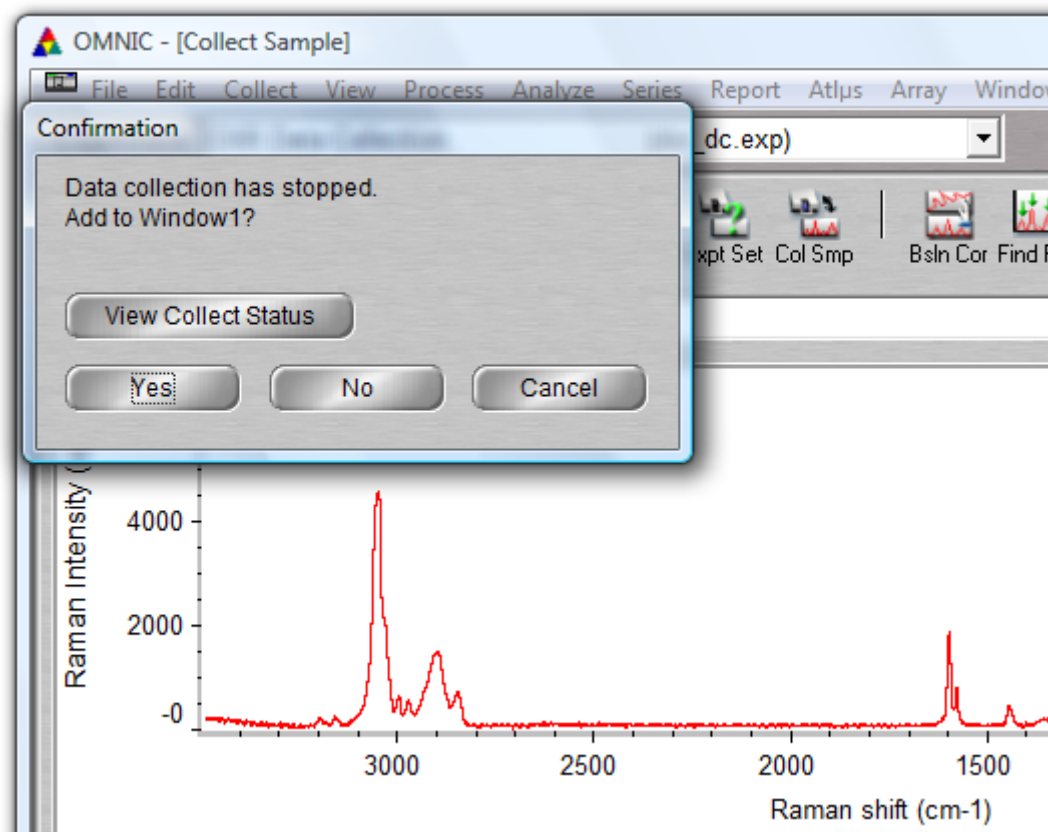 OMNIC - [Collect Sample]
File Edit Collect View Process Analyze Series Report Atlµs Array Window
Confirmation
_dc.exp)
Data collection has stopped.
Add to Window1?
xpt Set Col Smp Bsln Cor Find
View Collect Status
Yes No Cancel
Raman Intensity
4000
2000
-0
3000 2500 2000 1500
Raman shift (cm-1)